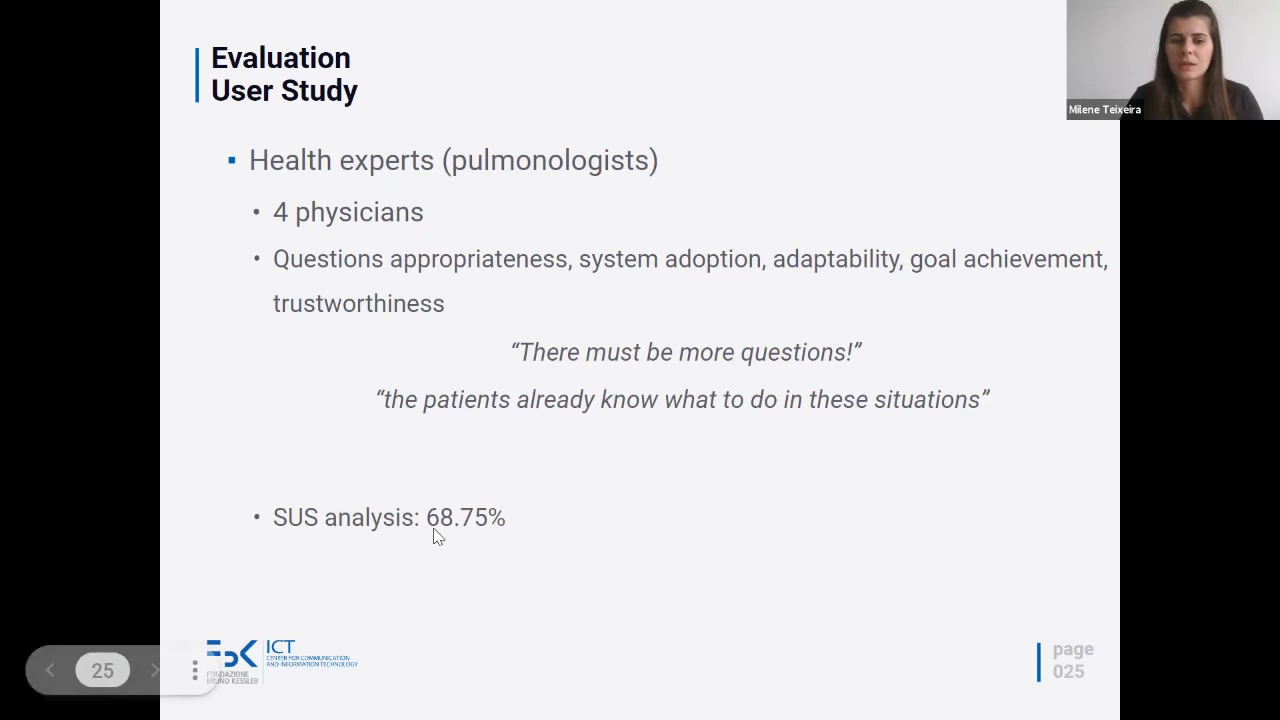 Evaluation
User Study
Milene Teixeira
▪ Health experts (pulmonologists)
• 4 physicians
• Questions appropriateness, system adoption, adaptability, goal achievement,
trustworthiness
“There must be more questions!”
“the patients already know what to do in these situations”
• SUS analysis: 68.75%
ICT
CENTER FOR COMMUNICATION
AND INFORMATION TECHNOLOGY
FONDAZIONE
BRUNO KESSLER
25
page
025